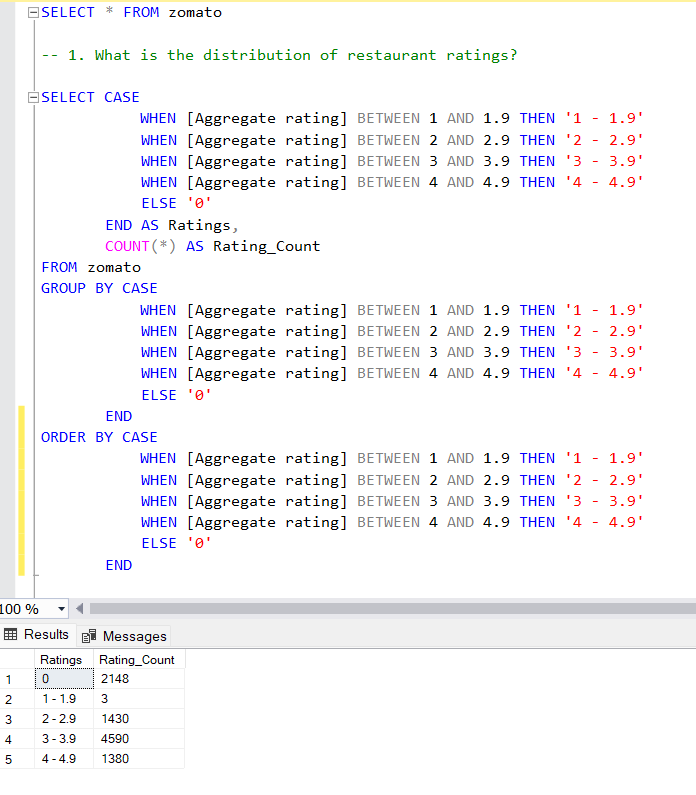 SELECT * FROM zomato
-- 1. What is the distribution of restaurant ratings?
SELECT CASE
WHEN [Aggregate rating] BETWEEN 1 AND 1.9 THEN '1 - 1.9'
WHEN [Aggregate rating] BETWEEN 2 AND 2.9 THEN '2 - 2.9'
WHEN [Aggregate rating] BETWEEN 3 AND 3.9 THEN '3 - 3.9'
WHEN [Aggregate rating] BETWEEN 4 AND 4.9 THEN '4 - 4.9'
ELSE '0'
END AS Ratings,
COUNT(*) AS Rating_Count
FROM zomato
GROUP BY CASE
WHEN [Aggregate rating] BETWEEN 1 AND 1.9 THEN '1 - 1.9'
WHEN [Aggregate rating] BETWEEN 2 AND 2.9 THEN '2 - 2.9'
WHEN [Aggregate rating] BETWEEN 3 AND 3.9 THEN '3 - 3.9'
WHEN [Aggregate rating] BETWEEN 4 AND 4.9 THEN '4 - 4.9'
ELSE '0'
END
ORDER BY CASE
WHEN [Aggregate rating] BETWEEN 1 AND 1.9 THEN '1 - 1.9'
WHEN [Aggregate rating] BETWEEN 2 AND 2.9 THEN '2 - 2.9'
WHEN [Aggregate rating] BETWEEN 3 AND 3.9 THEN '3 - 3.9'
WHEN [Aggregate rating] BETWEEN 4 AND 4.9 THEN '4 - 4.9'
ELSE '0'
END
100 %
Results Messages
Ratings Rating_Count
1 0 2148
2 1 - 1.9 3
3 2 - 2.9 1430
4 3 - 3.9 4590
5 4 - 4.9 1380